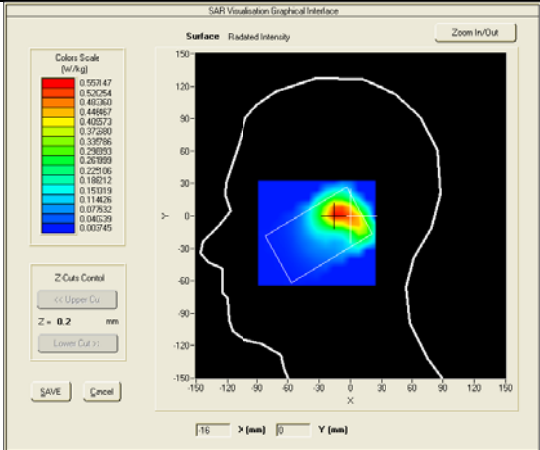 SAR Visualisation Graphical Interface
Surface Radiated Intensity
Zoom In/Out
Colors Scale
(W/kg)
0.557147
0.520254
0.483360
0.446467
0.409573
0.372680
0.335786
0.298893
0.261999
0.225106
0.188212
0.151319
0.114426
0.077532
0.040639
0.003745
Z-Cuts Control
<< Upper Cu
Z = 0.2 mm
Lower Cut >>
SAVE Cancel
150
120
90
60
30
0
-30
-60
-90
-120
-150
Y
-150 -120 -90 -60 -30 0 30 60 90 120 150
X
-16 X (mm) 0 Y (mm)